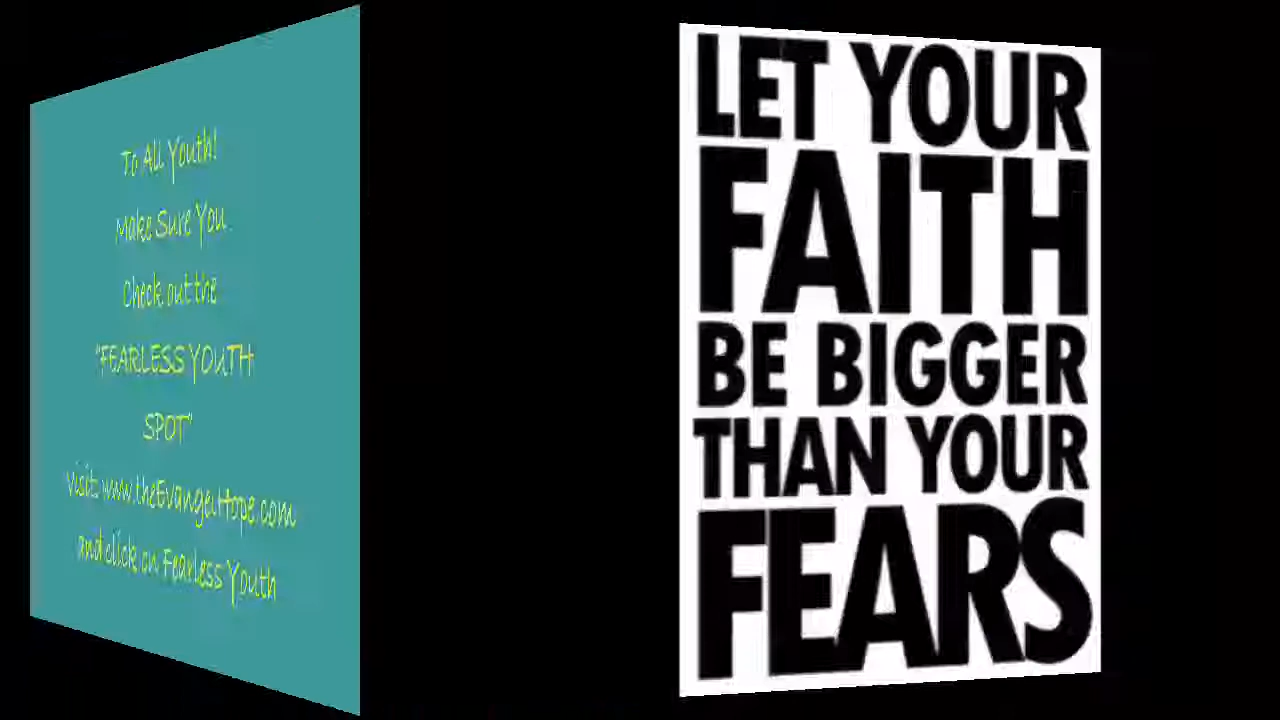 To All Youth!
Make Sure You
Check out the
"FEARLESS YOUTH
SPOT"
visit: www.theEvangelHope.com
and click on Fearless Youth
LET YOUR
FAITH
BE BIGGER
THAN YOUR
FEARS